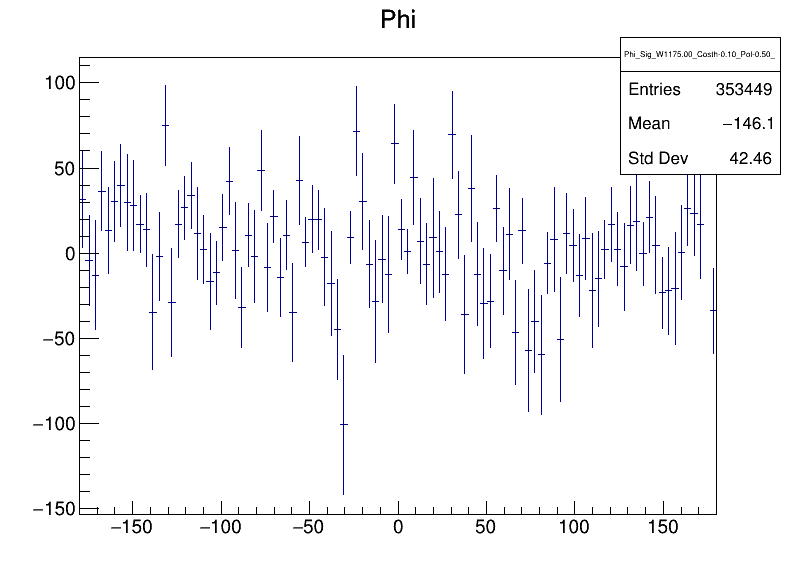 Phi
Phi_Sig_W1175.00_Costh-0.10_Pol-0.50_
Entries 353449
Mean −146.1
Std Dev 42.46
100
50
0
−50
−100
−150
−150 −100 −50 0 50 100 150